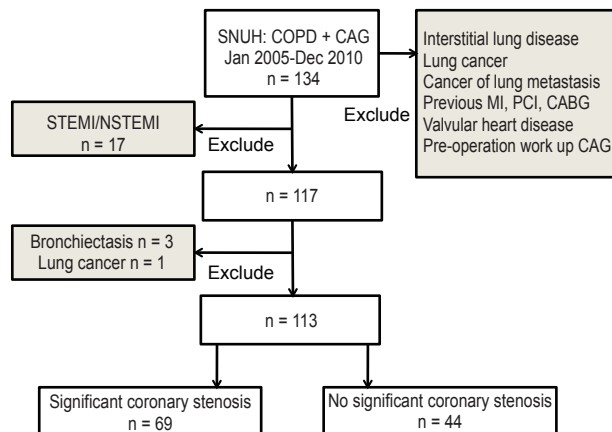 SNUH: COPD + CAG
Jan 2005-Dec 2010
n = 134
Interstitial lung disease
Lung cancer
Cancer of lung metastasis
Previous MI, PCI, CABG
Valvular heart disease
Pre-operation work up CAG
Exclude
STEMI/NSTEMI
n = 17
Exclude
n = 117
Bronchiectasis n = 3
Lung cancer n = 1
Exclude
n = 113
Significant coronary stenosis
n = 69
No significant coronary stenosis
n = 44